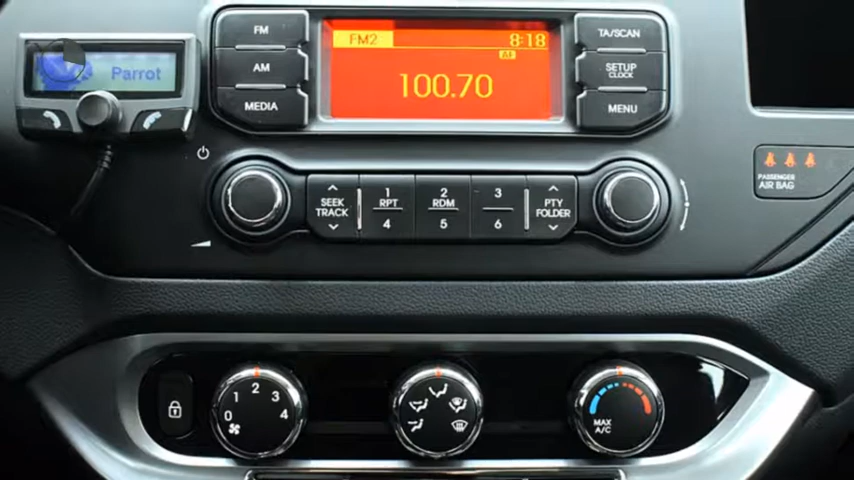 FM
FM2
8:18
TA/SCAN
Parrot
AM
AF
SETUP
CLOCK
100.70
MEDIA
MENU
PASSENGER
AIR BAG
SEEK
TRACK
1
RPT
4
2
RDM
5
3
6
PTY
FOLDER
0
1
2
3
4
MAX
A/C